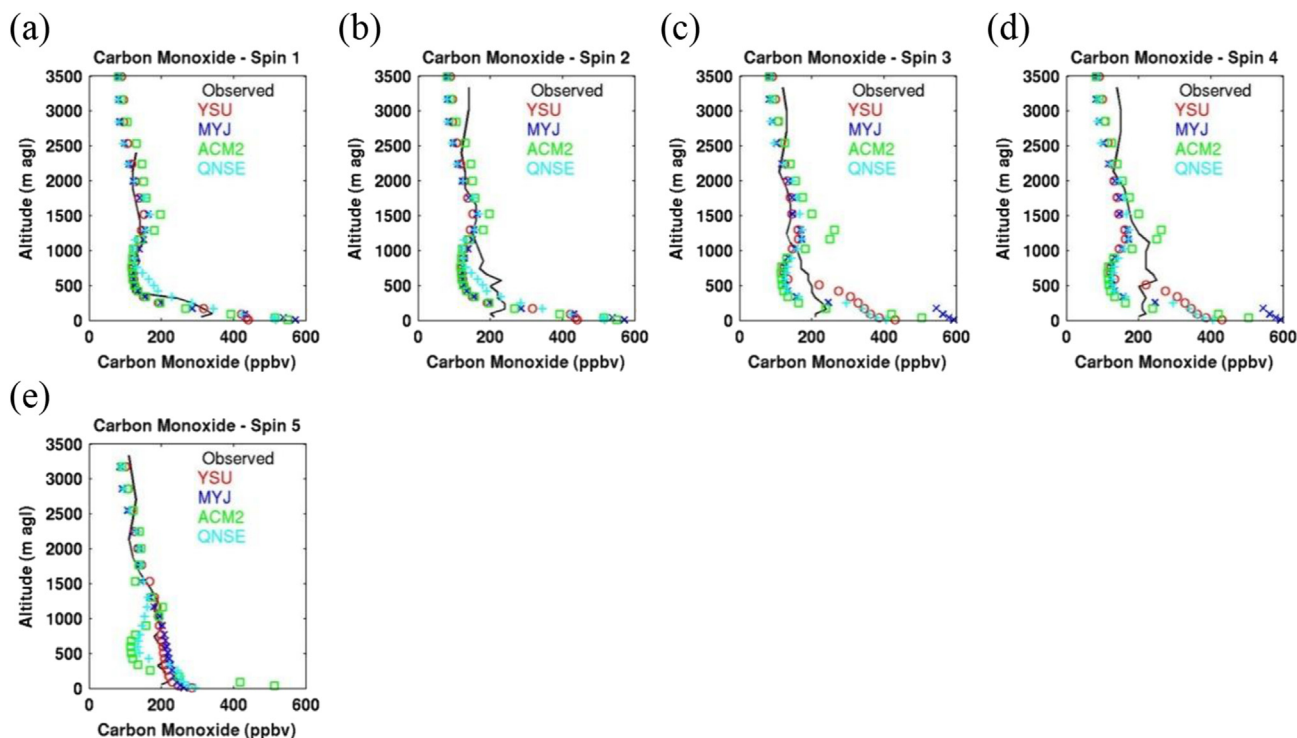 (a)
Carbon Monoxide - Spin 1
3500
3000
2500
2000
1500
1000
500
0
Altitude (m agl)
Observed
YSU
MYJ
ACM2
QNSE
0 200 400 600
Carbon Monoxide (ppbv)
(b)
Carbon Monoxide - Spin 2
3500
3000
2500
2000
1500
1000
500
0
Altitude (m agl)
Observed
YSU
MYJ
ACM2
QNSE
0 200 400 600
Carbon Monoxide (ppbv)
(c)
Carbon Monoxide - Spin 3
3500
3000
2500
2000
1500
1000
500
0
Altitude (m agl)
Observed
YSU
MYJ
ACM2
QNSE
0 200 400 600
Carbon Monoxide (ppbv)
(d)
Carbon Monoxide - Spin 4
3500
3000
2500
2000
1500
1000
500
0
Altitude (m agl)
Observed
YSU
MYJ
ACM2
QNSE
0 200 400 600
Carbon Monoxide (ppbv)
(e)
Carbon Monoxide - Spin 5
3500
3000
2500
2000
1500
1000
500
0
Altitude (m agl)
Observed
YSU
MYJ
ACM2
QNSE
0 200 400 600
Carbon Monoxide (ppbv)